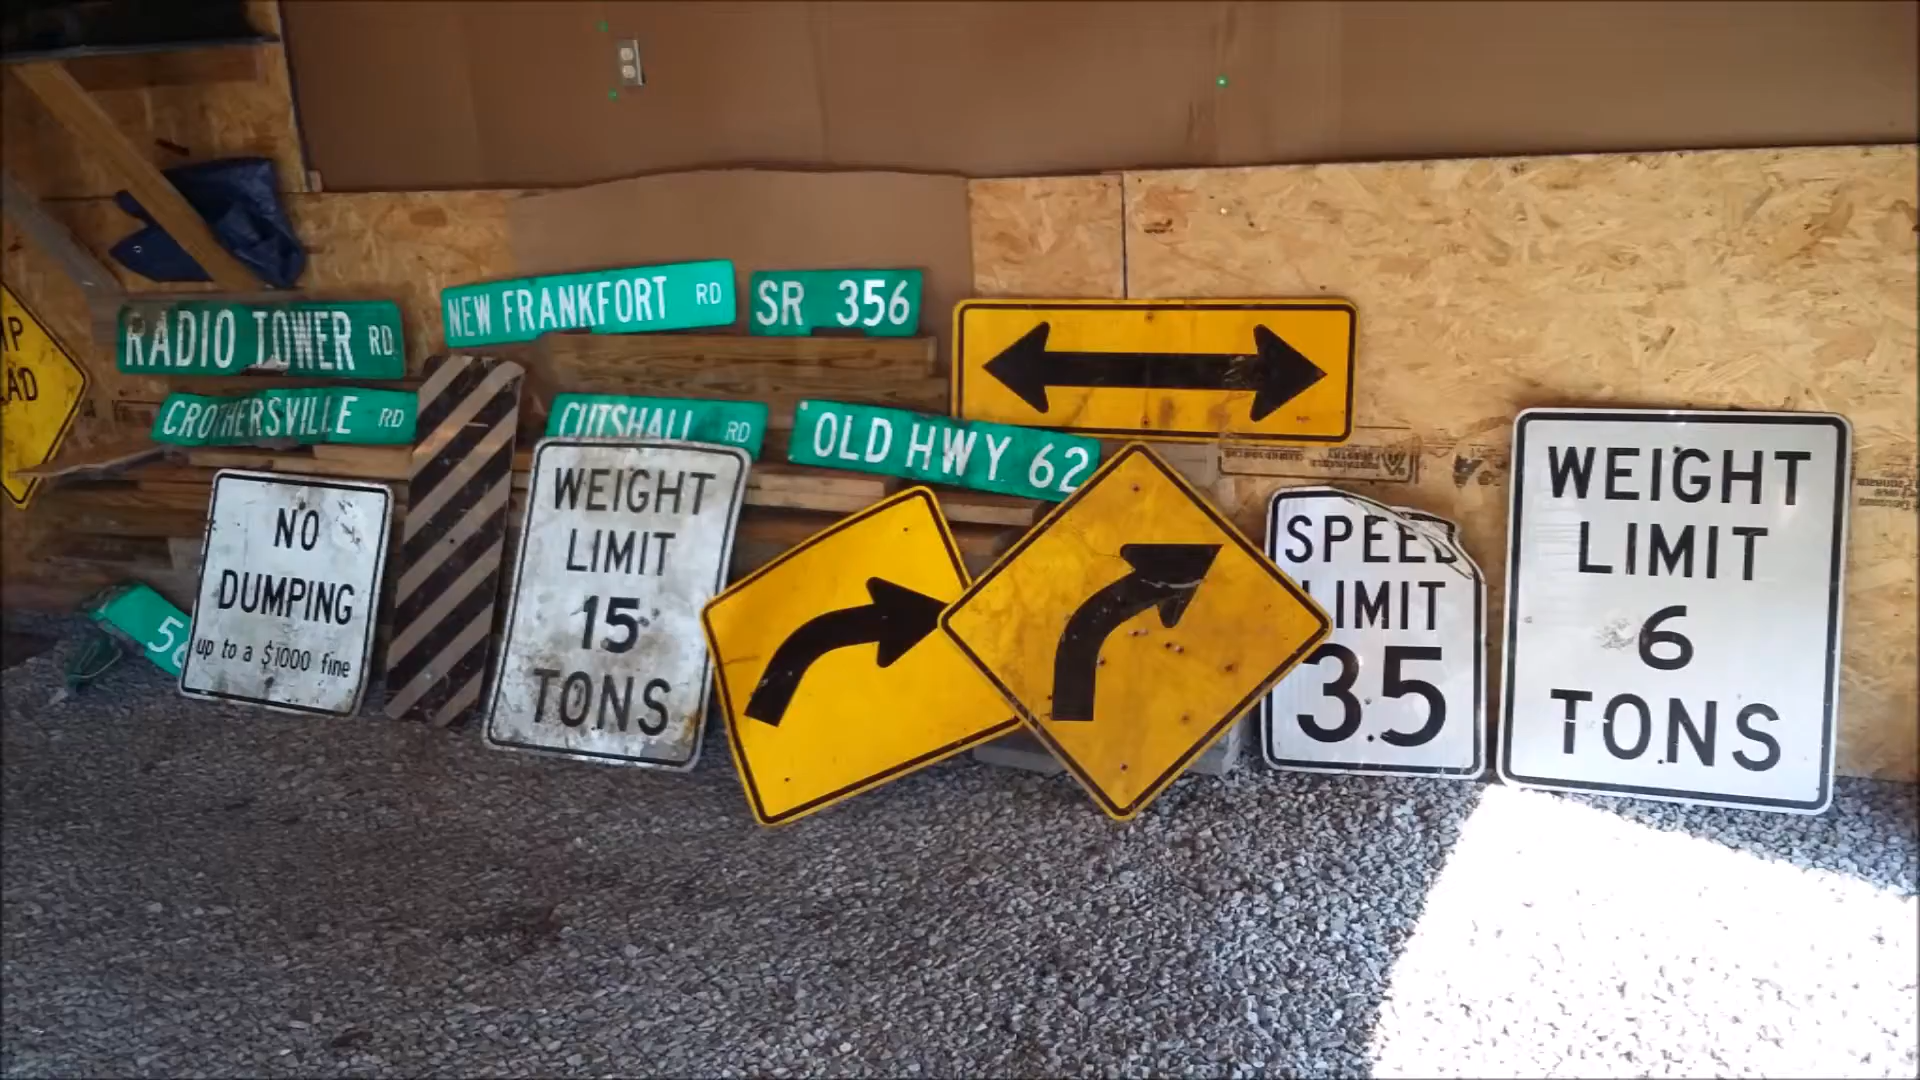 RADIO TOWER RD
NEW FRANKFORT RD
SR 356
CROTHERSVILLE RD
CUTSHALL RD
OLD HWY 62
NO
DUMPING
up to a $1000 fine
WEIGHT
LIMIT
15
TONS
SPEED
LIMIT
35
WEIGHT
LIMIT
6
TONS